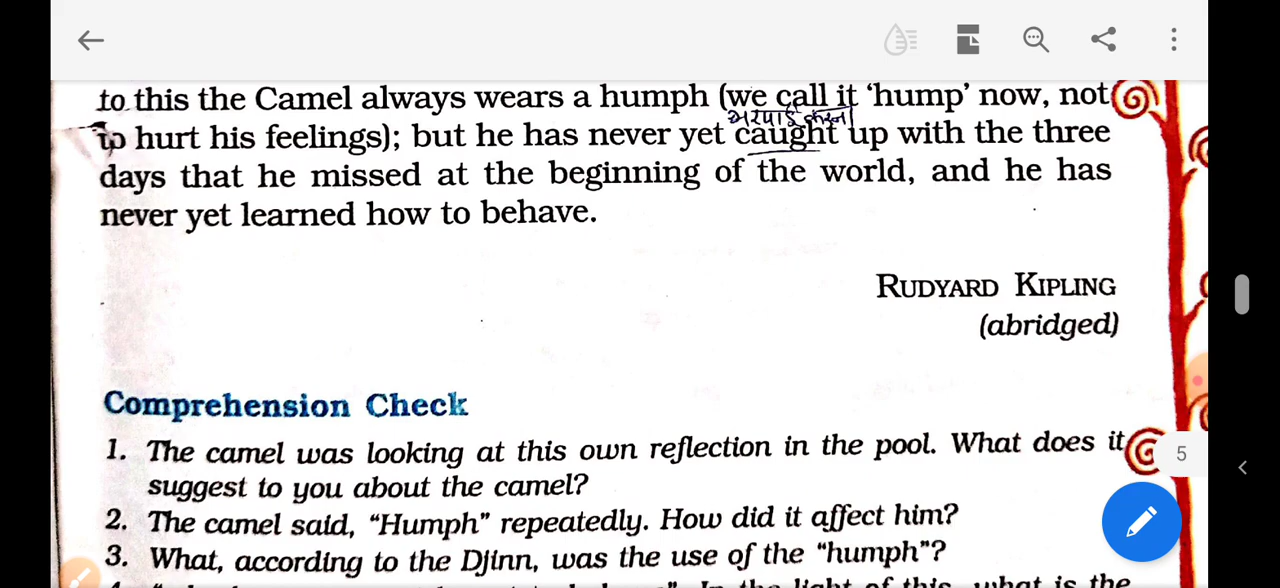 to this the Camel always wears a humph (we call it ‘hump’ now, not
भरपाई करना
to hurt his feelings); but he has never yet caught up with the three
days that he missed at the beginning of the world, and he has
never yet learned how to behave.
RUDYARD KIPLING
(abridged)
Comprehension Check
1. The camel was looking at this own reflection in the pool. What does it
suggest to you about the camel?
5
2. The camel said, “Humph” repeatedly. How did it affect him?
3. What, according to the Djinn, was the use of the “humph”?